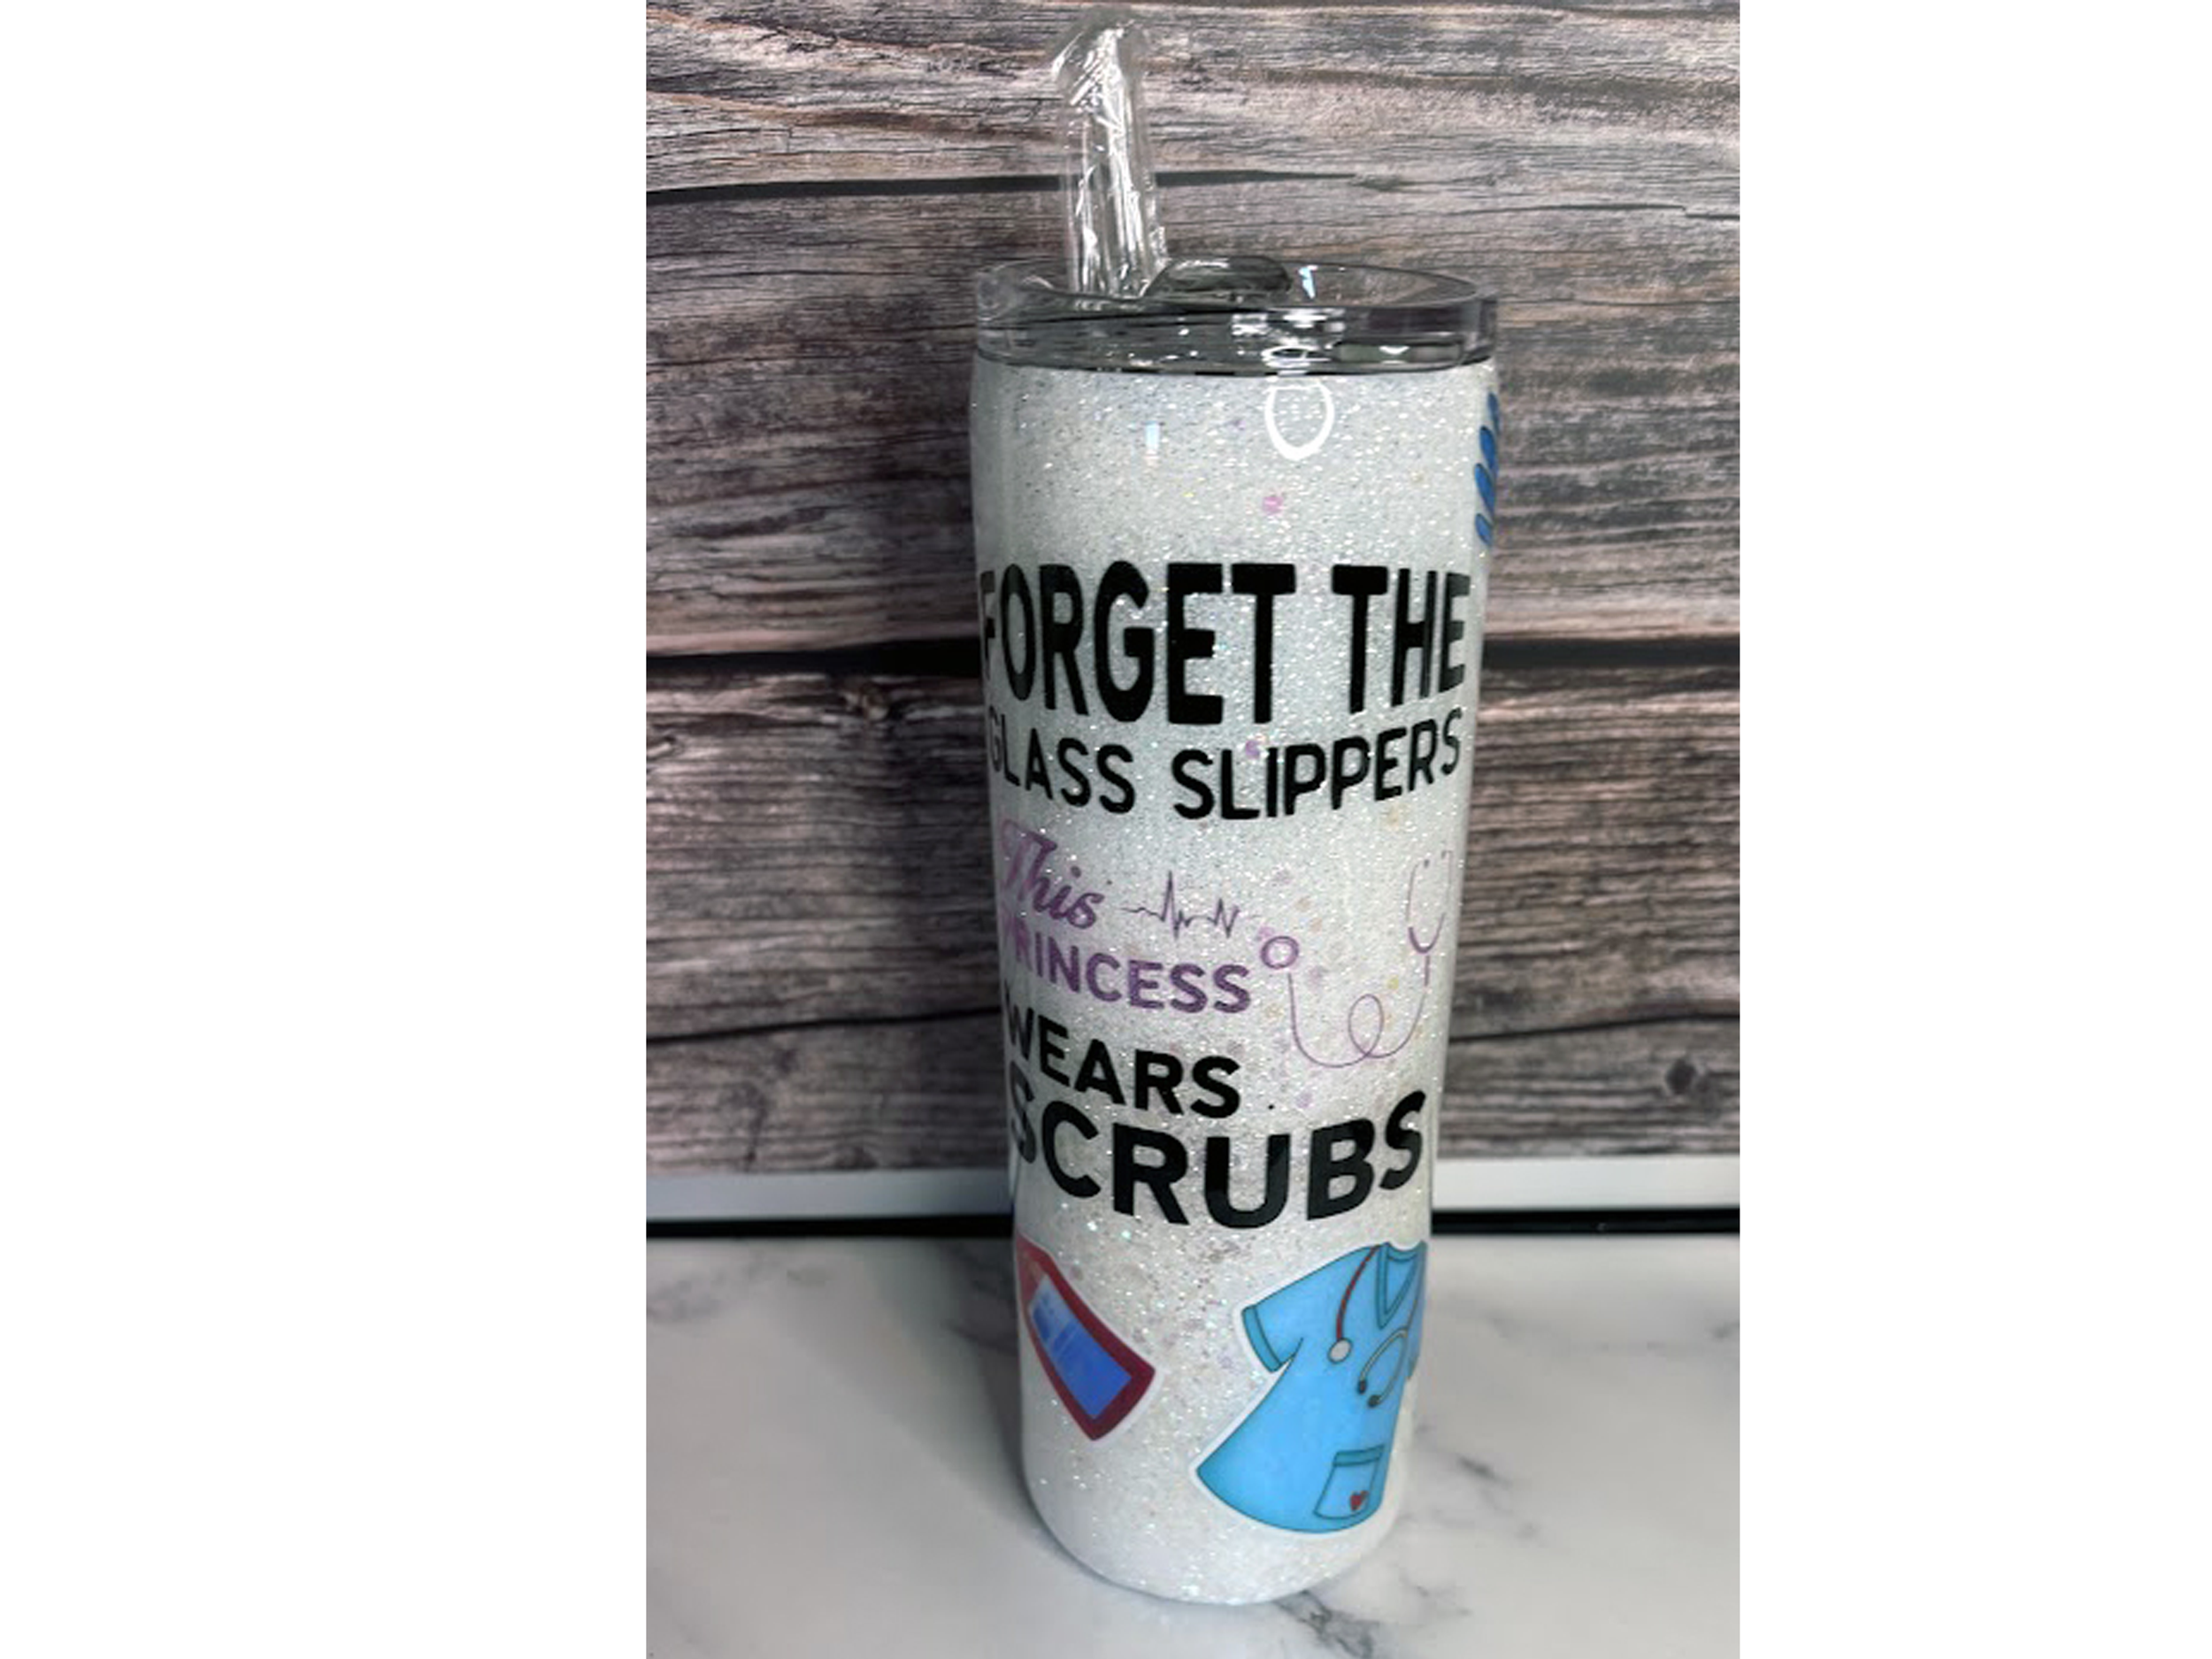 FORGET THE
GLASS SLIPPERS
This
PRINCESS
WEARS
SCRUBS